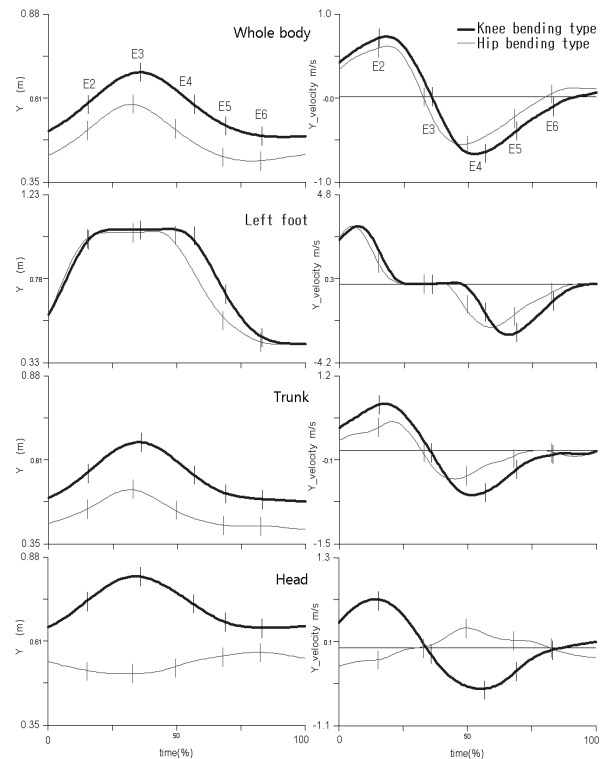 0.88
Whole body
E3
E2
E4
E5
E6
Y (m)
0.61
0.35
1.0
Knee bending type
Hip bending type
E2
Y_velocity m/s
-0.0
E3
E6
E5
E4
-1.0
1.23
Left foot
Y (m)
0.78
0.33
4.8
Y_velocity m/s
0.3
-4.2
0.88
Trunk
Y (m)
0.61
0.35
1.2
Y_velocity m/s
-0.1
-1.5
0.88
Head
Y (m)
0.61
0.35
0
50
100
time(%)
1.3
Y_velocity m/s
0.1
-1.1
0
50
100
time(%)